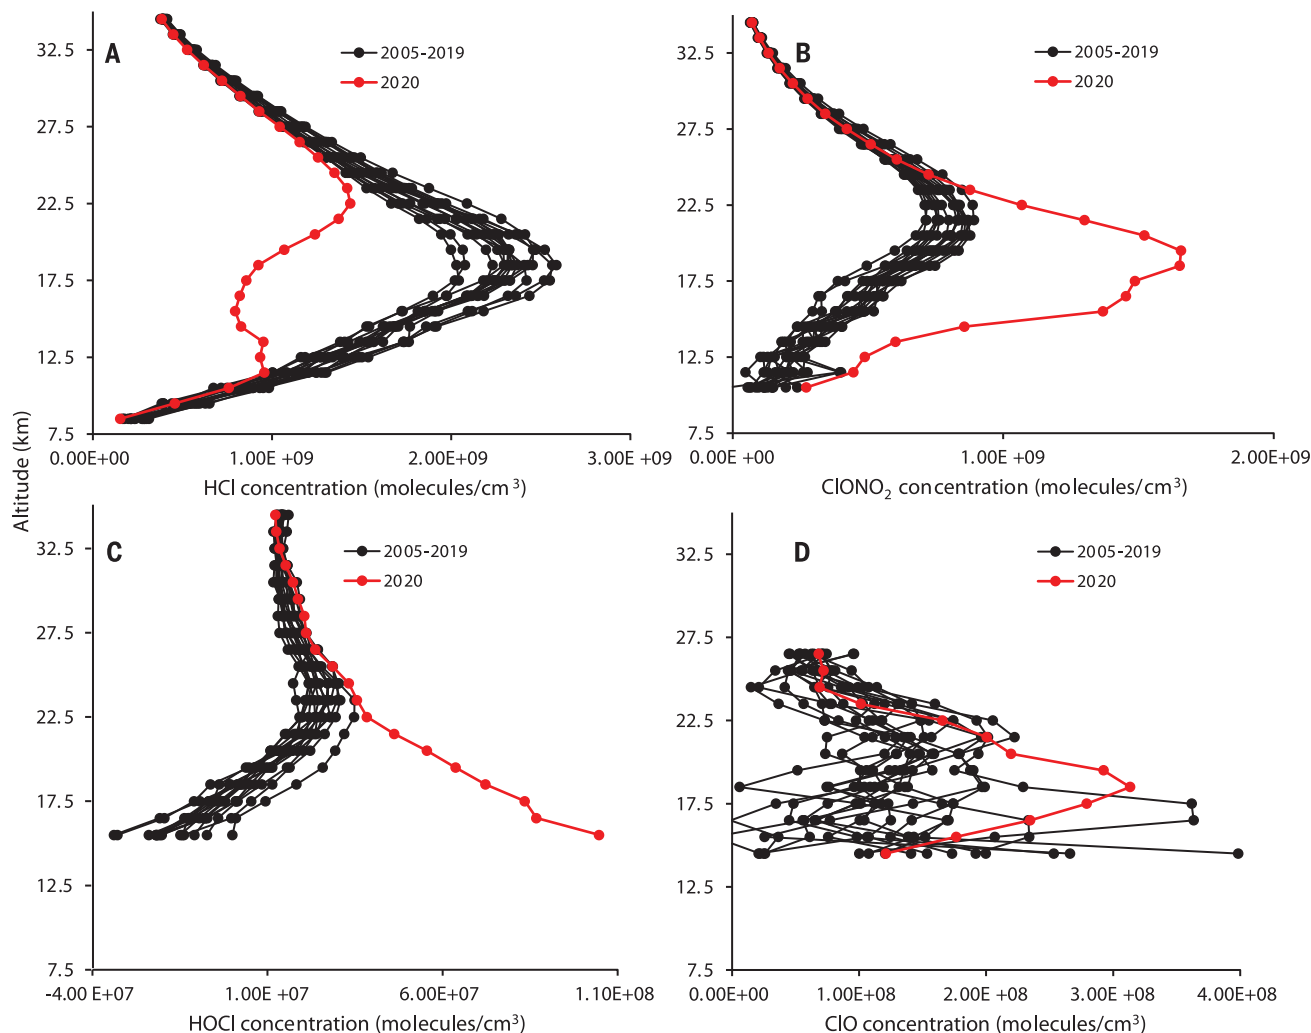 A
2005-2019
2020
32.5
27.5
22.5
17.5
12.5
7.5
0.00E+00 1.00E+09 2.00E+09 3.00E+09
HCl concentration (molecules/cm³)
B
2005-2019
2020
32.5
27.5
22.5
17.5
12.5
7.5
0.00E+00 1.00E+09 2.00E+09
ClONO₂ concentration (molecules/cm³)
Altitude (km)
C
2005-2019
2020
32.5
27.5
22.5
17.5
12.5
7.5
-4.00E+07 1.00E+07 6.00E+07 1.10E+08
HOCl concentration (molecules/cm³)
D
2005-2019
2020
32.5
27.5
22.5
17.5
12.5
7.5
0.00E+00 1.00E+08 2.00E+08 3.00E+08 4.00E+08
ClO concentration (molecules/cm³)